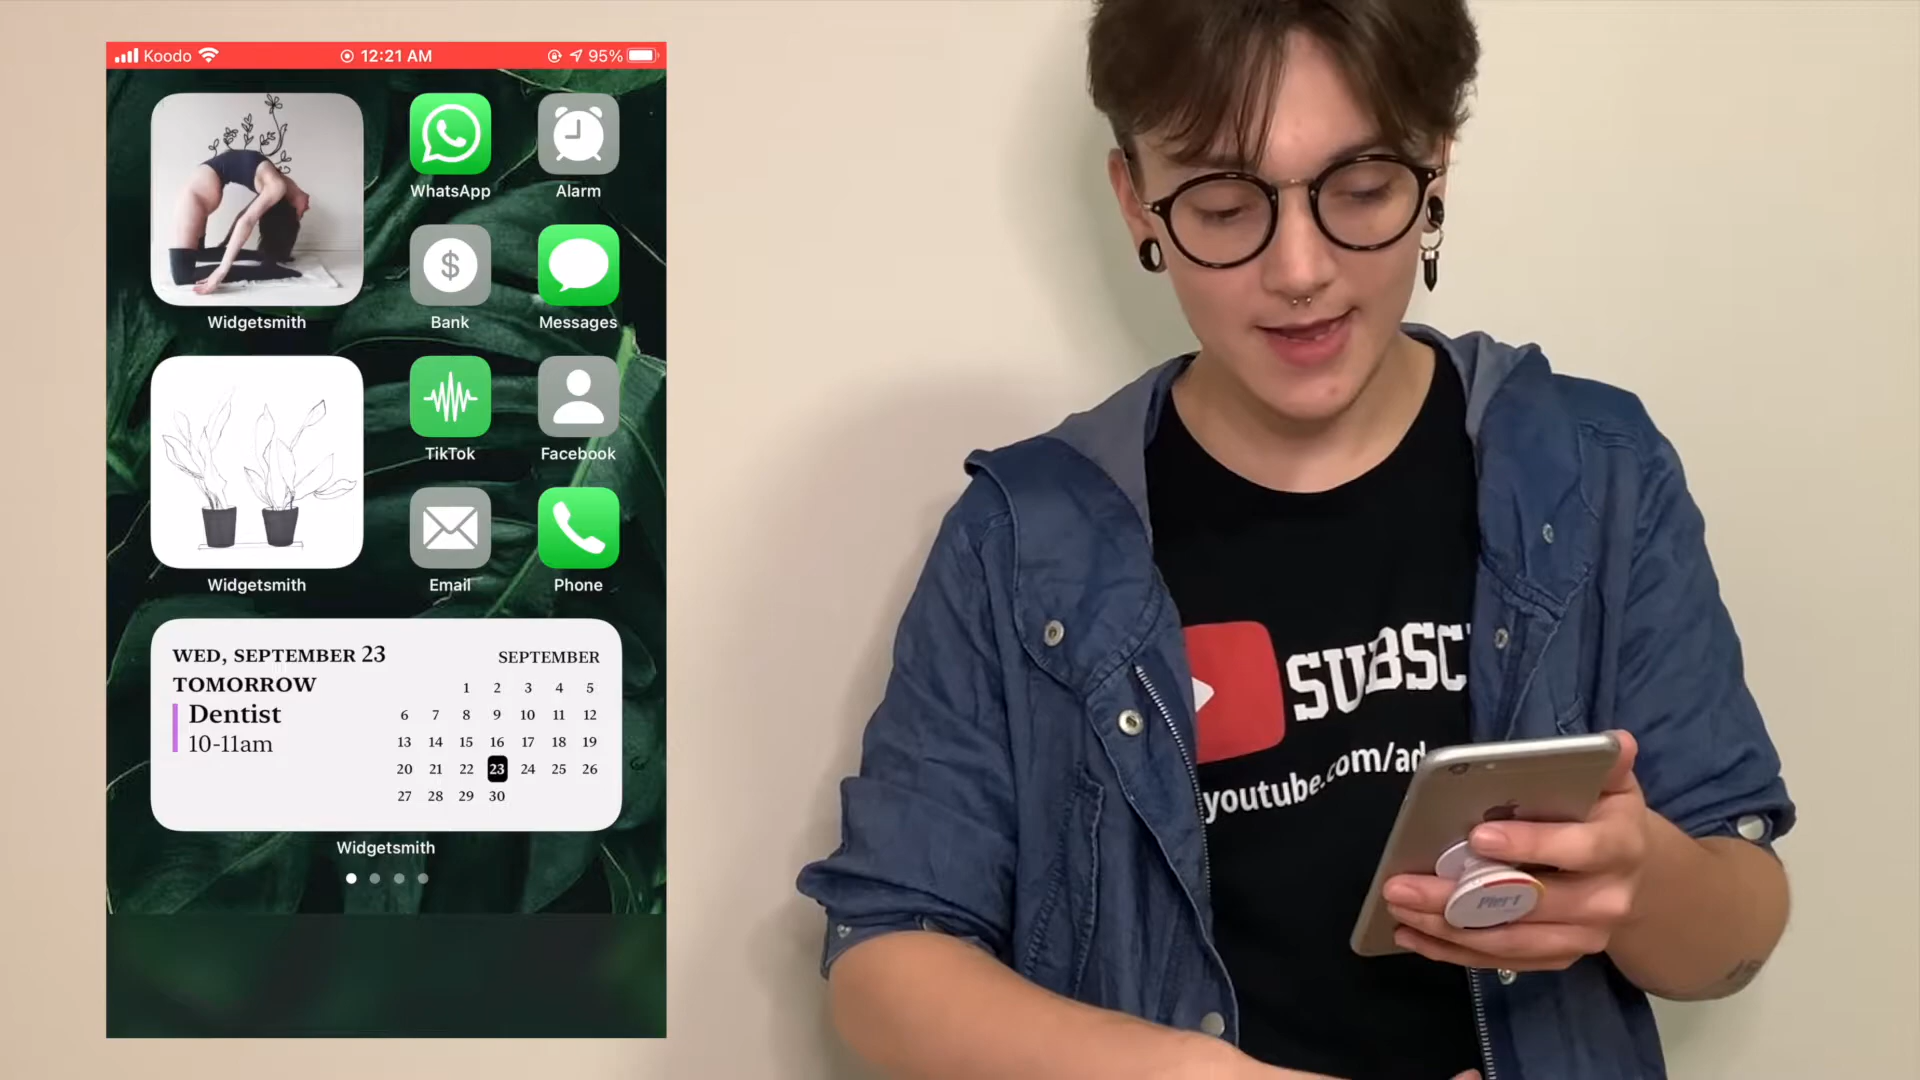 Koodo
12:21 AM
95%
WhatsApp
Alarm
Bank
Messages
Widgetsmith
TikTok
Facebook
Email
Phone
Widgetsmith
WED, SEPTEMBER 23
TOMORROW
Dentist
10-11am
SEPTEMBER
1 2 3 4 5
6 7 8 9 10 11 12
13 14 15 16 17 18 19
20 21 22 23 24 25 26
27 28 29 30
Widgetsmith
SUBSC
youtube.com/ad